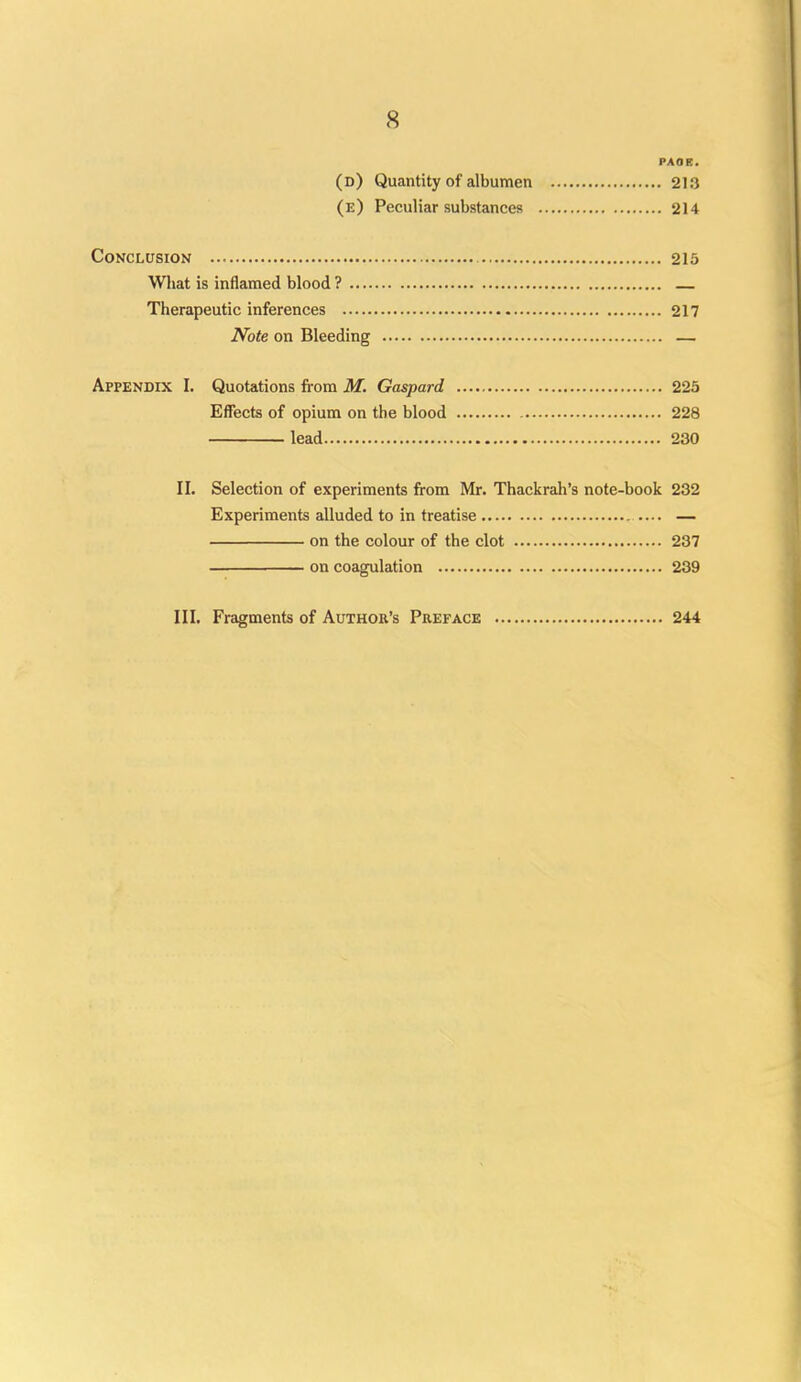 8
PAGE.
(D) Quantity of albumen .................... 213
(E) Peculiar substances .................... 214
CONCLUSION .................... 215
What is inflamed blood ? .................... —
Therapeutic inferences .................... 217
Note on Bleeding .................... —
APPENDIX I. Quotations from M. Gaspard .................... 225
Effects of opium on the blood .................... 228
——— lead .................... 230
II. Selection of experiments from Mr. Thackrah's note-book 232
Experiments alluded to in treatise .................... —
——— on the colour of the clot .................... 237
——— on coagulation .................... 239
III. Fragments of AUTHOR'S PREFACE .................... 244